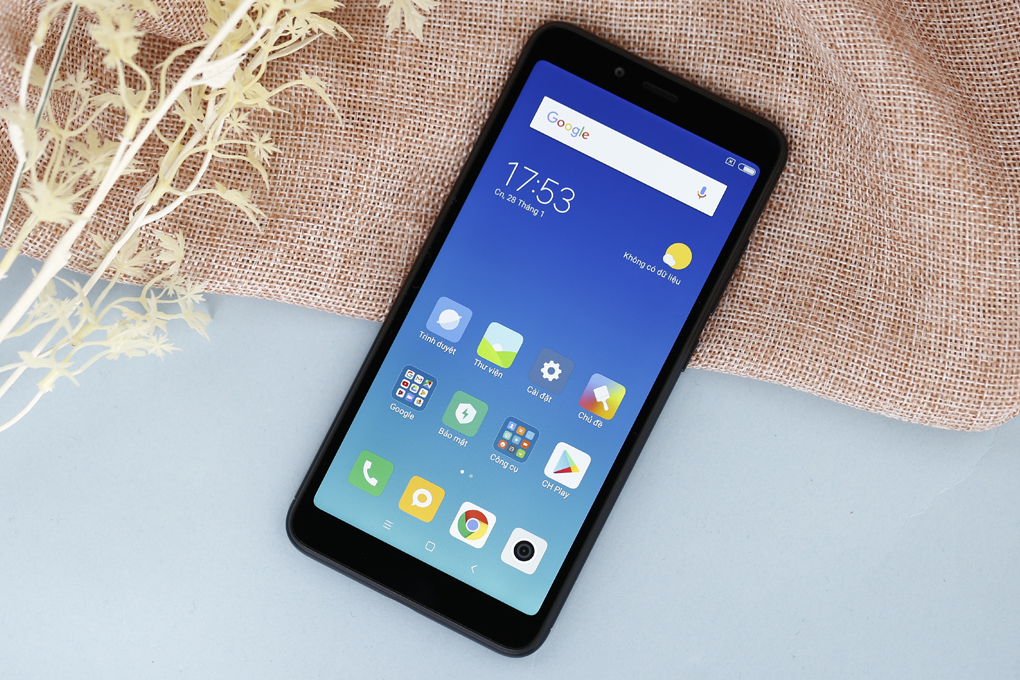 Google
17:53
CN, 28 Tháng 1
Không có dữ liệu
Trình duyệt
Thư viện
Cài đặt
Chủ đề
Google
Bảo mật
Công cụ
CH Play